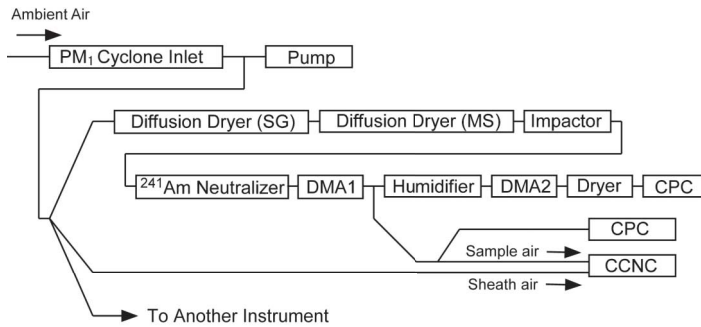 Ambient Air
PM₁ Cyclone Inlet
Pump
Diffusion Dryer (SG)
Diffusion Dryer (MS)
Impactor
²⁴¹Am Neutralizer
DMA1
Humidifier
DMA2
Dryer
CPC
CPC
Sample air
CCNC
Sheath air
To Another Instrument